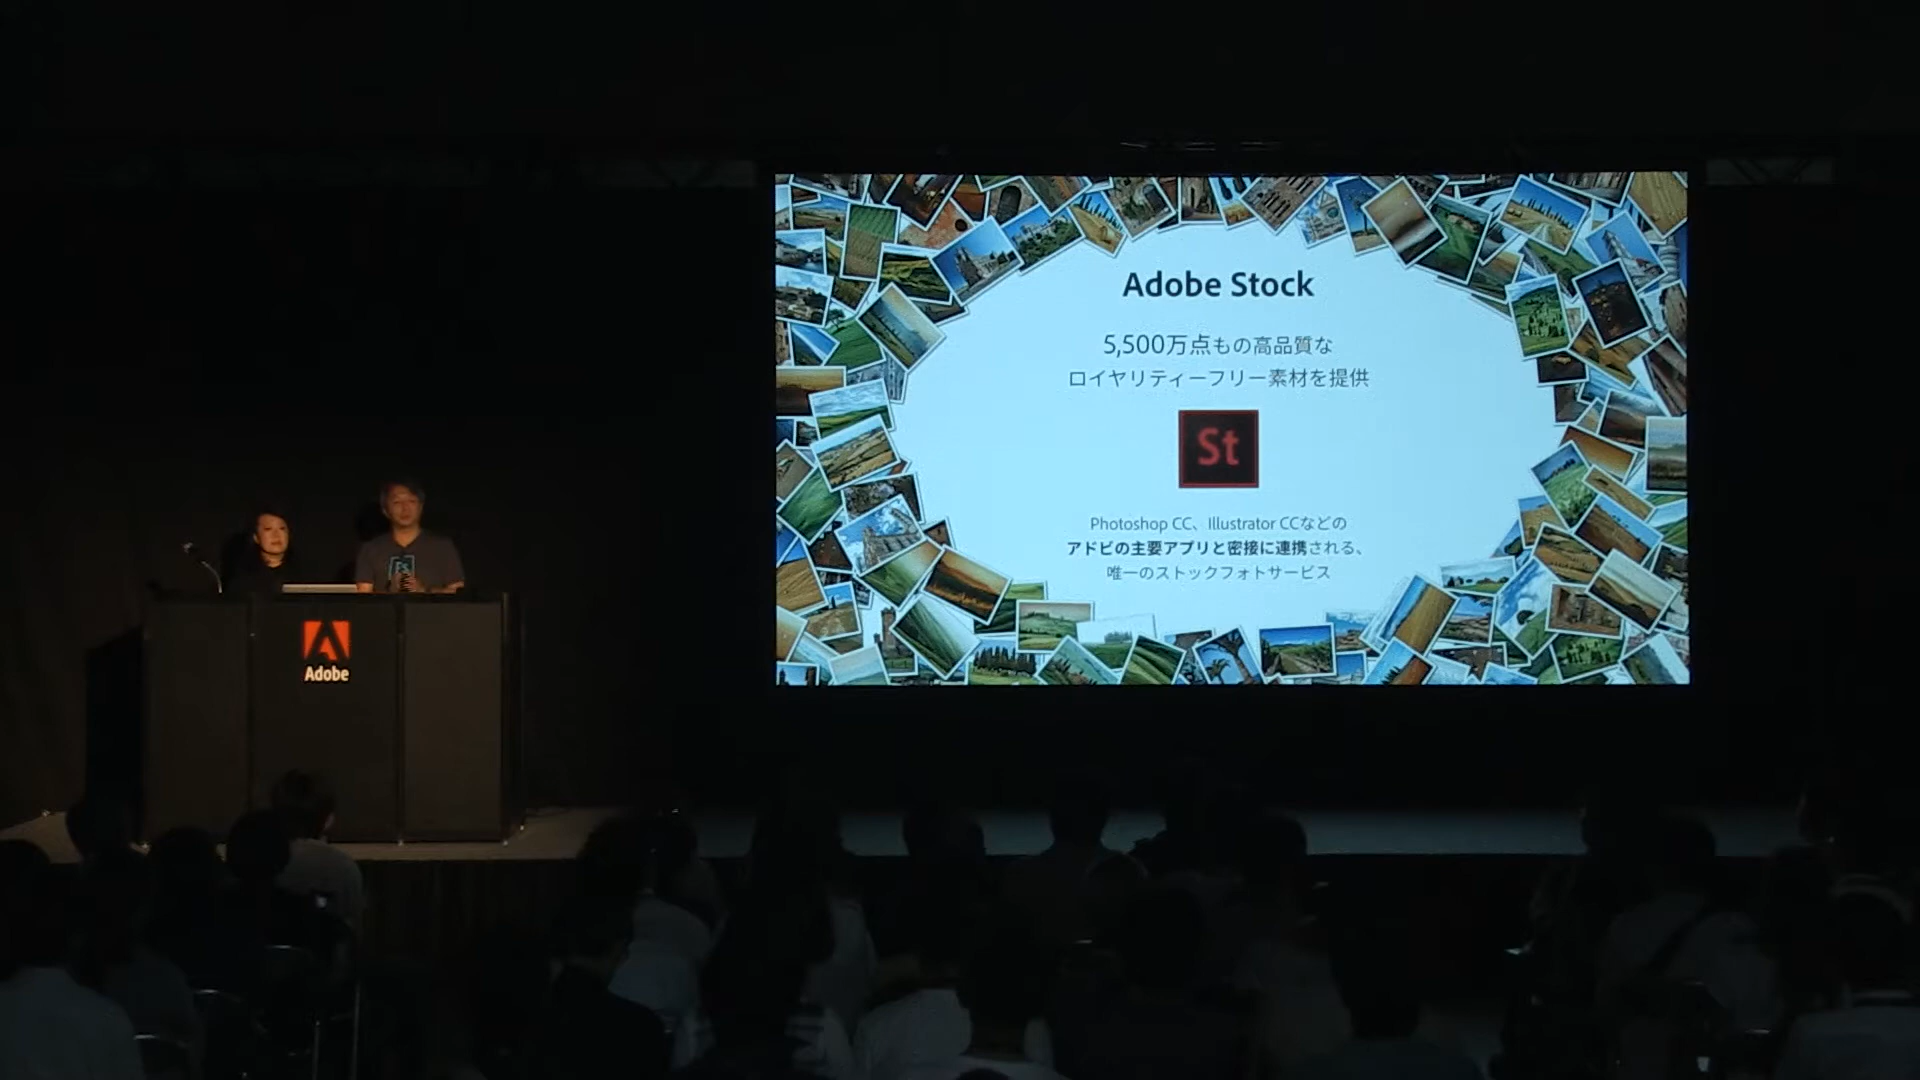 Adobe Stock
5,500万点もの高品質な
ロイヤリティーフリー素材を提供
St
Photoshop CC、Illustrator CCなどの
アドビの主要アプリと密接に連携される、
唯一のストックフォトサービス
Ps
Adobe